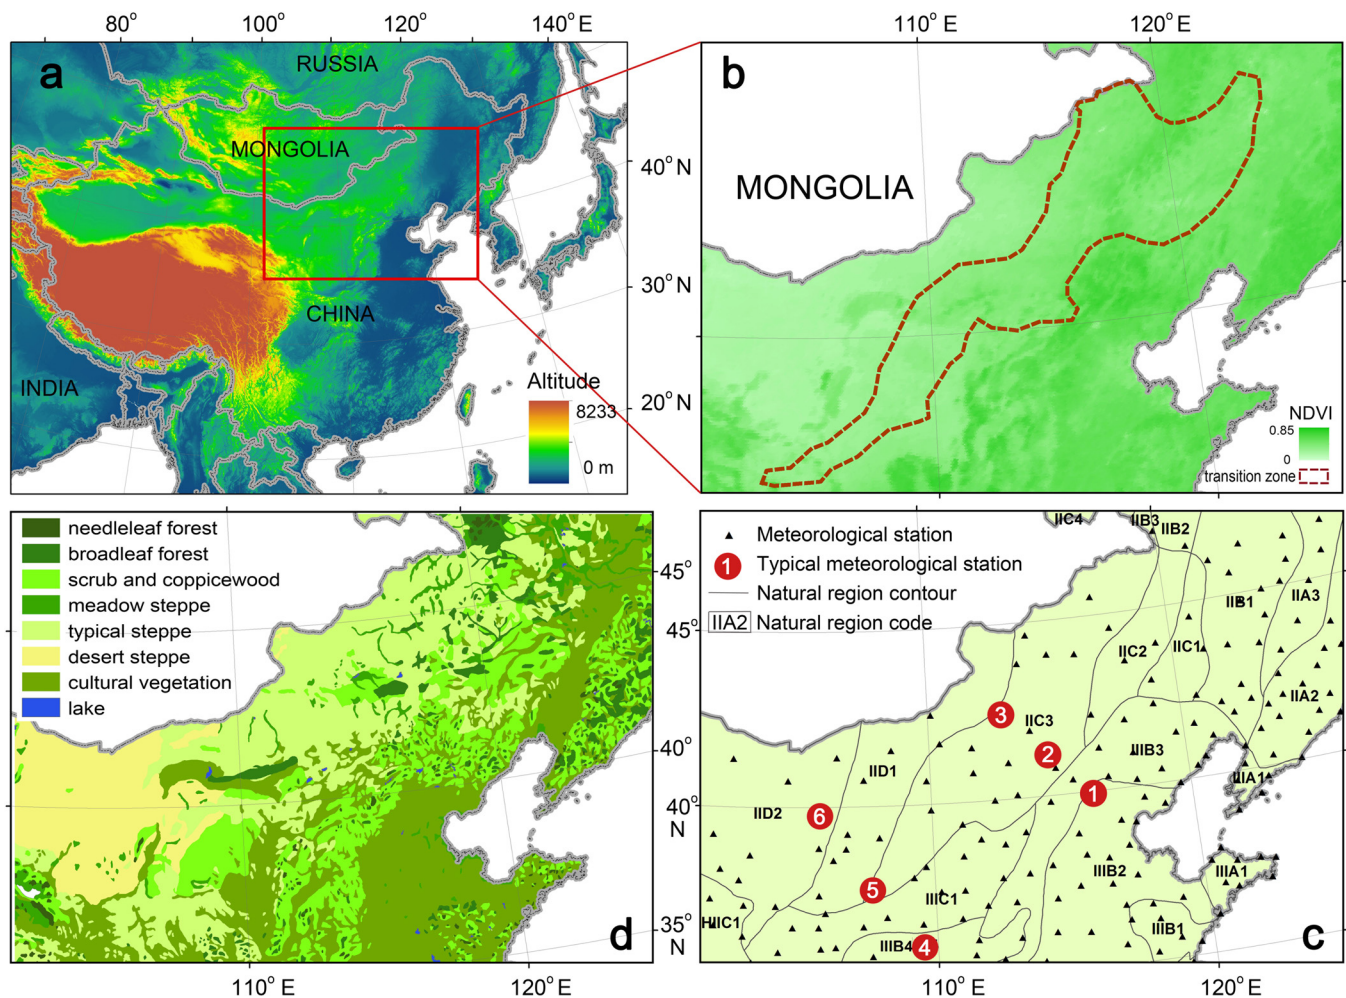 80° 100° 120° 140° E
110° E 120° E
a
RUSSIA
MONGOLIA
CHINA
INDIA
40° N
30° N
20° N
Altitude
8233
0 m
b
MONGOLIA
NDVI
0.85
0
transition zone
needleleaf forest
broadleaf forest
scrub and coppicewood
meadow steppe
typical steppe
desert steppe
cultural vegetation
lake
d
45°
40°
35°
N
110° E 120° E
Meteorological station
1 Typical meteorological station
Natural region contour
IIA2 Natural region code
IIC4 IIB3 IIB2
IIB1 IIA3
IIC2 IIC1
IIA2
3 IIC3
2 IIIB3
IID1
IIIA1
1
IID2 6
5 IIIC1 IIIB2 IIIA1
IIIB1
IIIB4 4
c
45°
40°
N
110° E 120° E